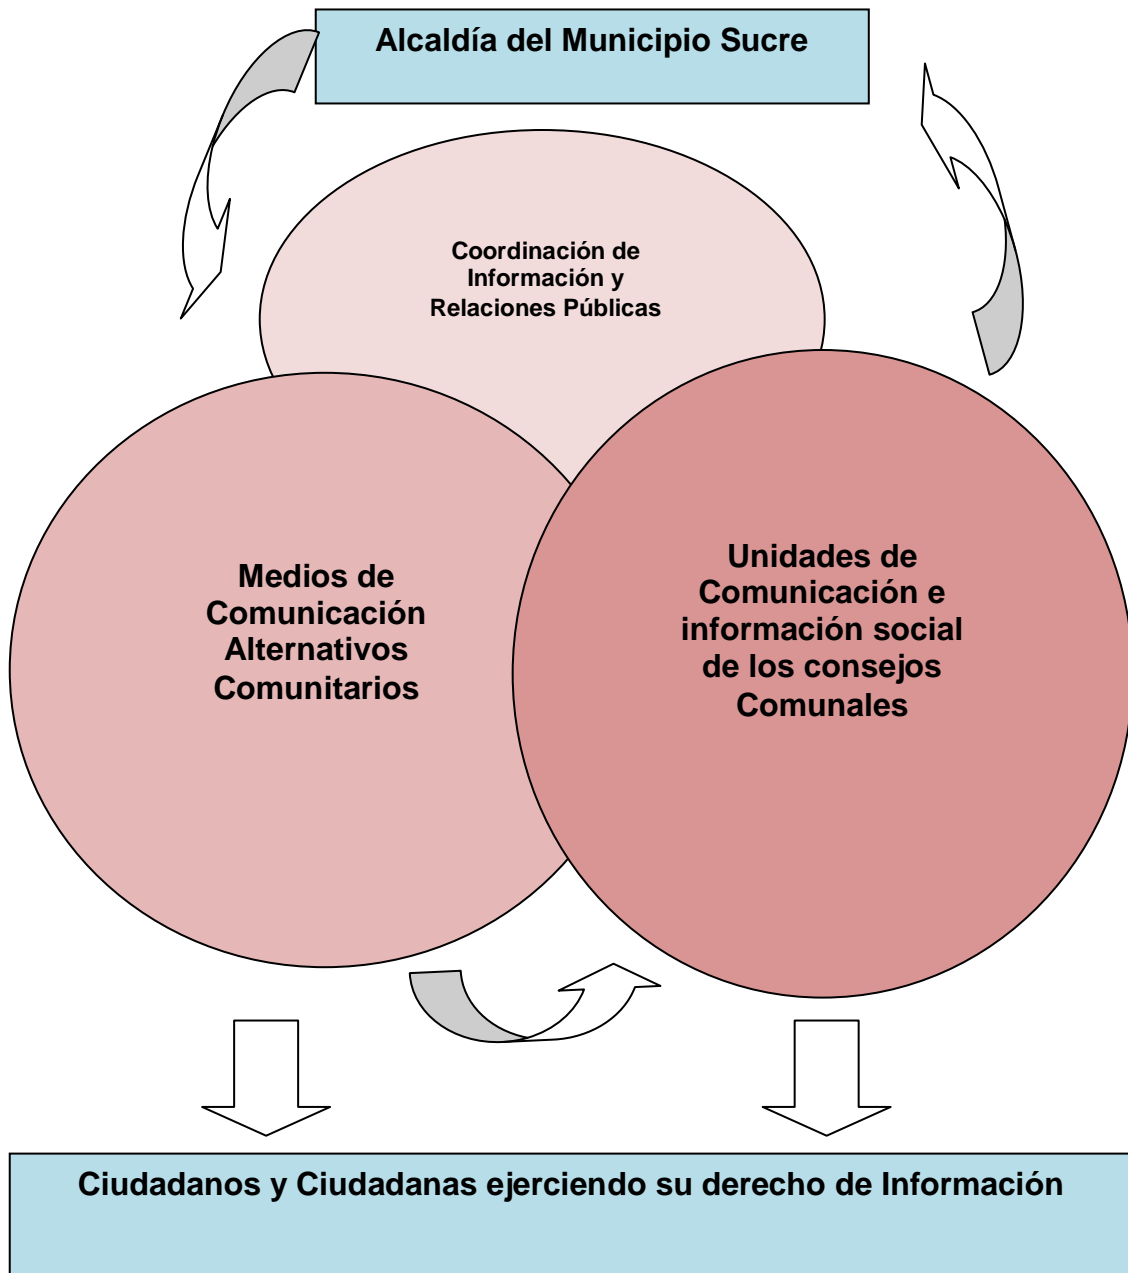 Alcaldía del Municipio Sucre
Coordinación de
Información y
Relaciones Públicas
Medios de
Comunicación
Alternativos
Comunitarios
Unidades de
Comunicación e
información social
de los consejos
Comunales
Ciudadanos y Ciudadanas ejerciendo su derecho de Información